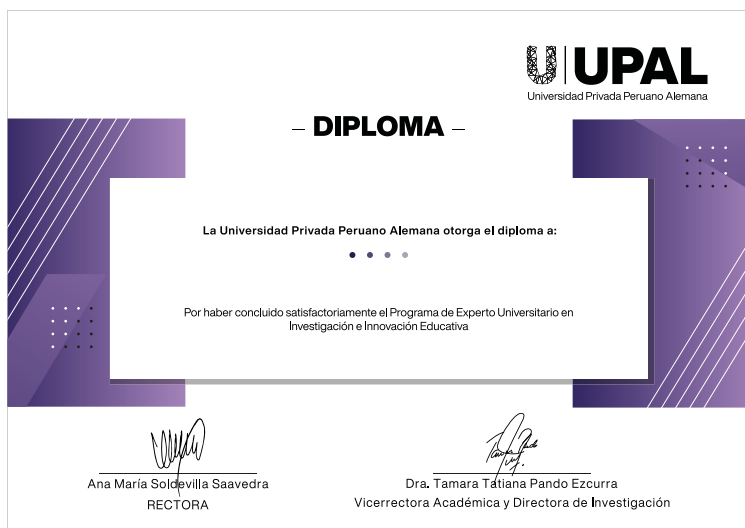 UPAL
Universidad Privada Peruano Alemana
– DIPLOMA –
La Universidad Privada Peruano Alemana otorga el diploma a:
Por haber concluido satisfactoriamente el Programa de Experto Universitario en
Investigación e Innovación Educativa
Ana María Soldevilla Saavedra
RECTORA
Dra. Tamara Tatiana Pando Ezcurra
Vicerrectora Académica y Directora de Investigación